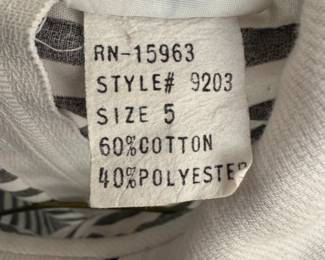 RN-15963
STYLE# 9203
SIZE 5
60%COTTON
40%POLYESTER